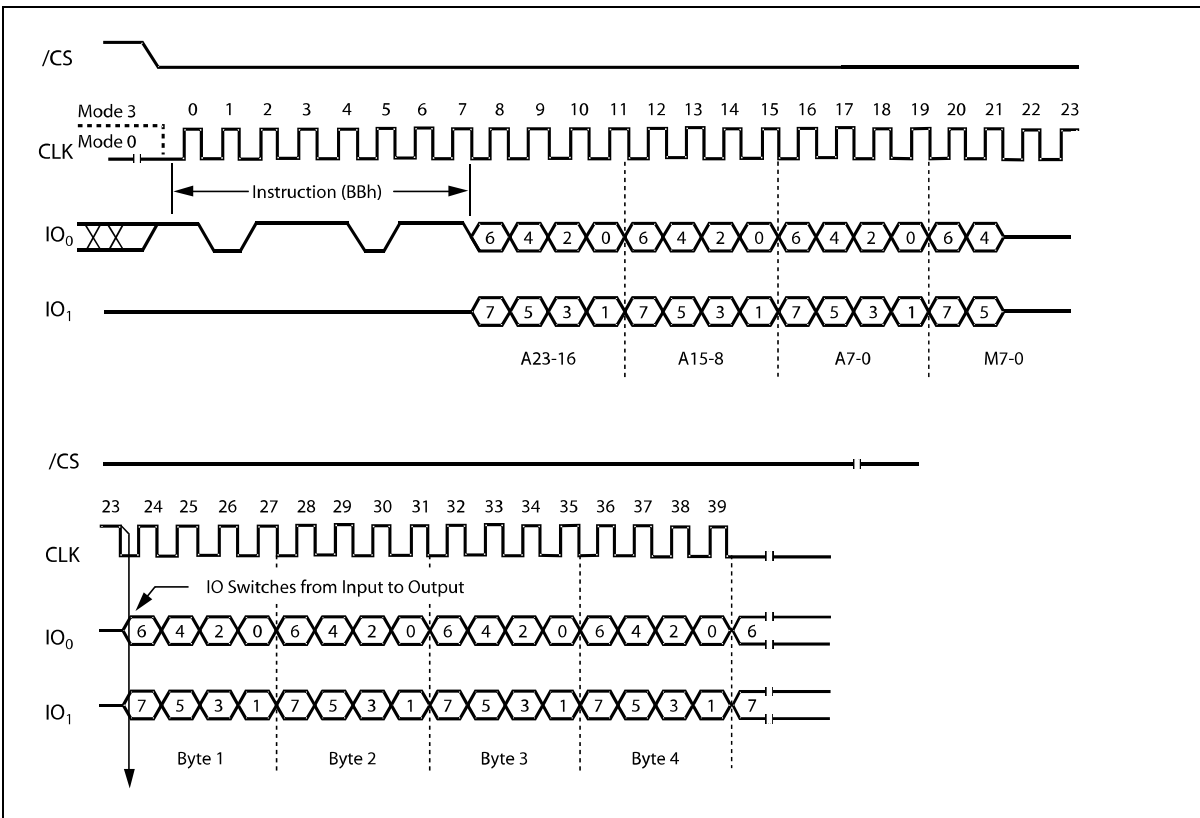 /CS
Mode 3
0 1 2 3 4 5 6 7 8 9 10 11 12 13 14 15 16 17 18 19 20 21 22 23
Mode 0
CLK
Instruction (BBh)
IO0 6 4 2 0 6 4 2 0 6 4 2 0 6 4
IO1 7 5 3 1 7 5 3 1 7 5 3 1 7 5
A23-16 A15-8 A7-0 M7-0
/CS
23 24 25 26 27 28 29 30 31 32 33 34 35 36 37 38 39
CLK
IO Switches from Input to Output
IO0 6 4 2 0 6 4 2 0 6 4 2 0 6 4 2 0 6
IO1 7 5 3 1 7 5 3 1 7 5 3 1 7 5 3 1 7
Byte 1 Byte 2 Byte 3 Byte 4